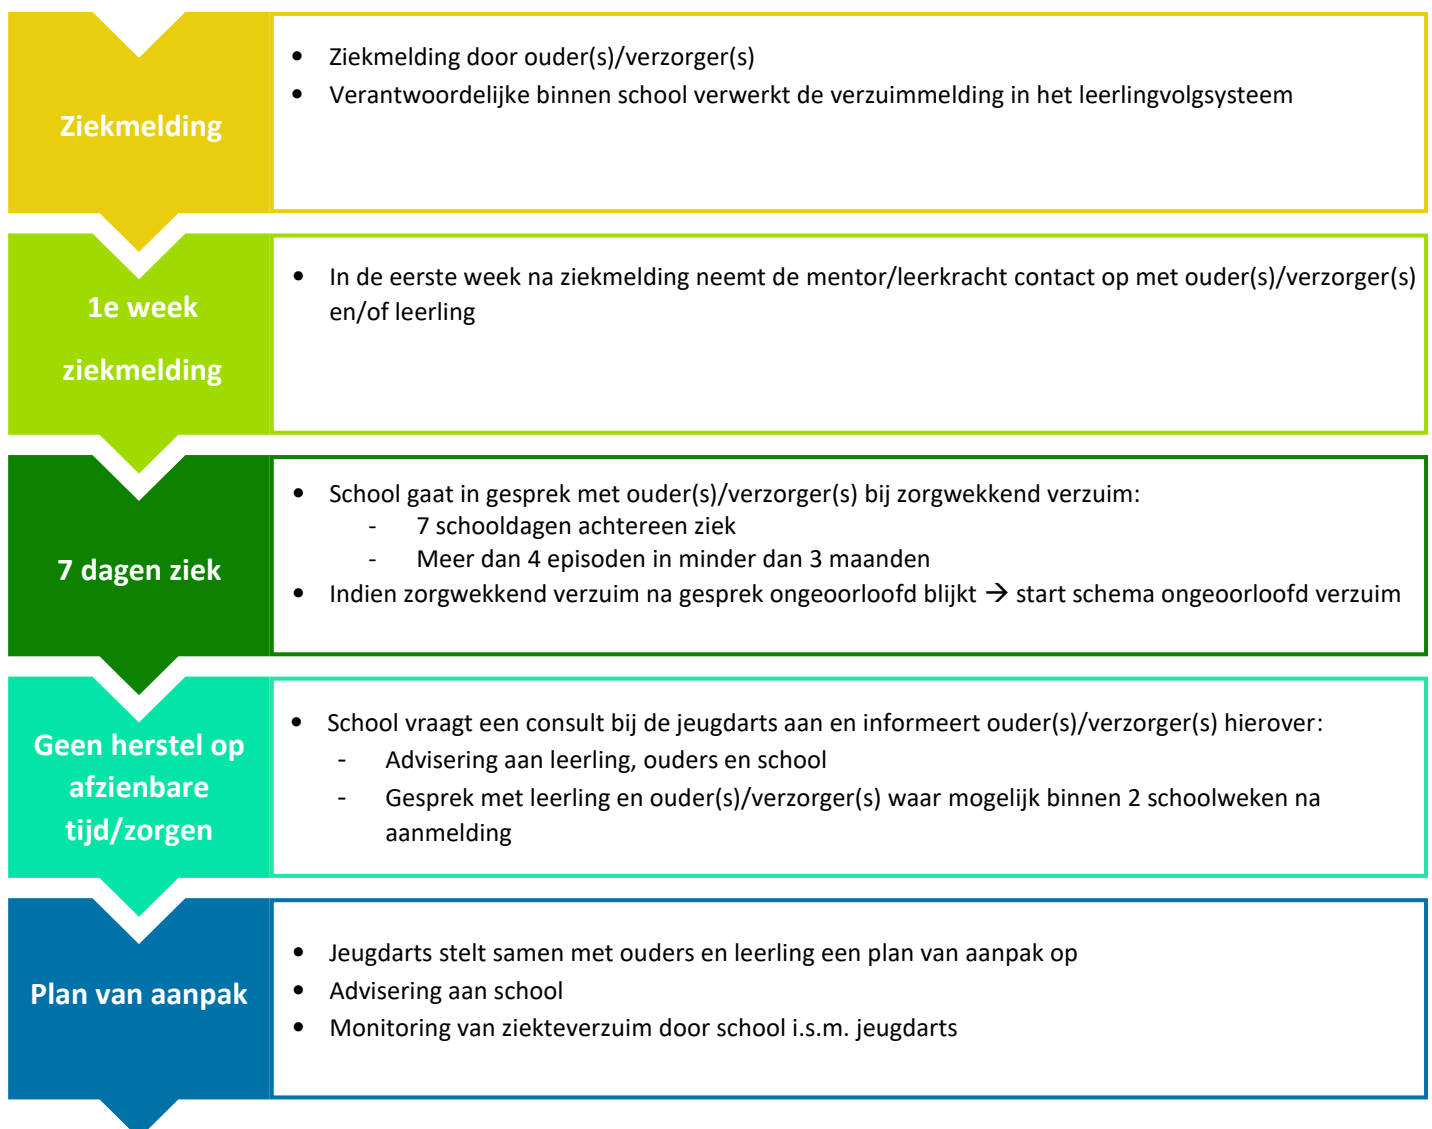 Ziekmelding
• Ziekmelding door ouder(s)/verzorger(s)
• Verantwoordelijke binnen school verwerkt de verzuimmelding in het leerlingvolgsysteem
1e week
ziekmelding
• In de eerste week na ziekmelding neemt de mentor/leerkracht contact op met ouder(s)/verzorger(s)
en/of leerling
7 dagen ziek
• School gaat in gesprek met ouder(s)/verzorger(s) bij zorgwekkend verzuim:
- 7 schooldagen achtereen ziek
- Meer dan 4 episoden in minder dan 3 maanden
• Indien zorgwekkend verzuim na gesprek ongeoorloofd blijkt → start schema ongeoorloofd verzuim
Geen herstel op
afzienbare
tijd/zorgen
• School vraagt een consult bij de jeugdarts aan en informeert ouder(s)/verzorger(s) hierover:
- Advisering aan leerling, ouders en school
- Gesprek met leerling en ouder(s)/verzorger(s) waar mogelijk binnen 2 schoolweken na
aanmelding
Plan van aanpak
• Jeugdarts stelt samen met ouders en leerling een plan van aanpak op
• Advisering aan school
• Monitoring van ziekteverzuim door school i.s.m. jeugdarts